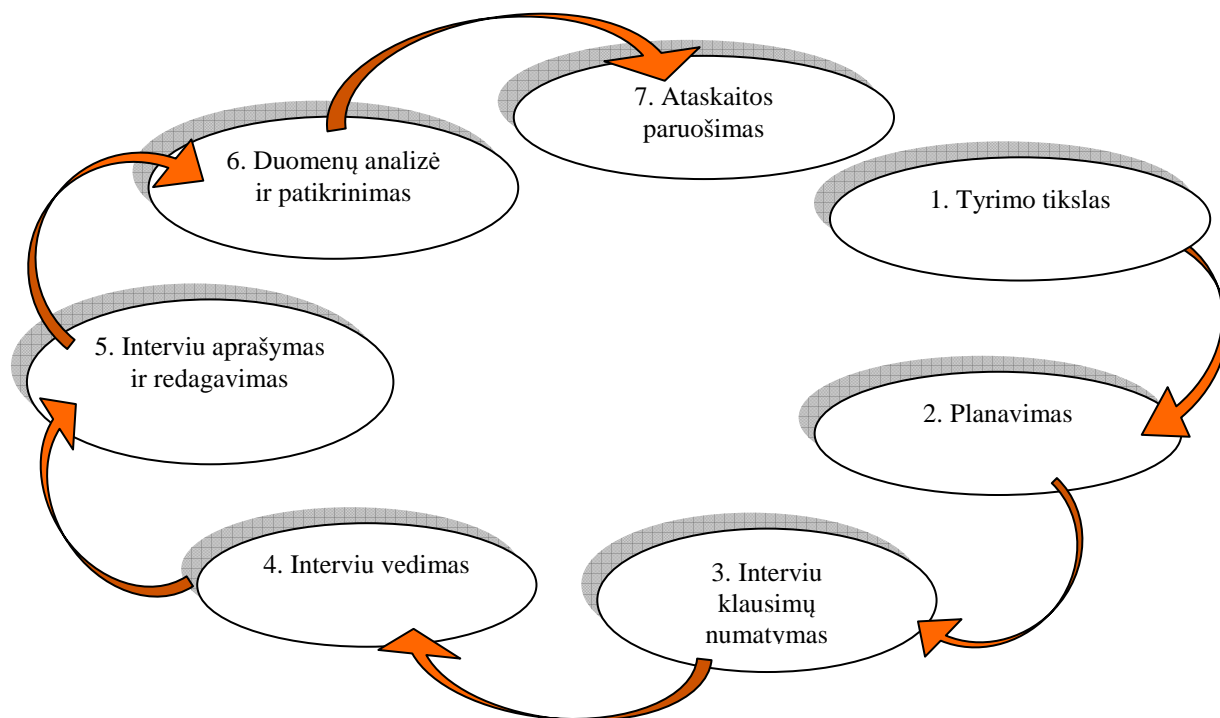 7. Ataskaitos
paruošimas
6. Duomenų analizė
ir patikrinimas
1. Tyrimo tikslas
5. Interviu aprašymas
ir redagavimas
2. Planavimas
4. Interviu vedimas
3. Interviu
klausimų
numatymas